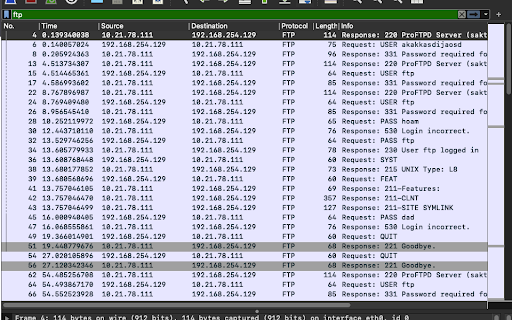 ftp
No. Time Source Destination Protocol Length Info
4 0.139340038 10.21.78.111 192.168.254.129 FTP 114 Response: 220 ProFTPD Server (sakt
6 0.140057024 192.168.254.129 10.21.78.111 FTP 75 Request: USER akakkasdijaosd
8 0.205924363 10.21.78.111 192.168.254.129 FTP 96 Response: 331 Password required fo
13 4.513734307 10.21.78.111 192.168.254.129 FTP 114 Response: 220 ProFTPD Server (sakt
15 4.514465361 192.168.254.129 10.21.78.111 FTP 64 Request: USER ftp
17 4.586993602 10.21.78.111 192.168.254.129 FTP 85 Response: 331 Password required fo
22 8.767896987 10.21.78.111 192.168.254.129 FTP 114 Response: 220 ProFTPD Server (sakt
24 8.769409480 192.168.254.129 10.21.78.111 FTP 64 Request: USER ftp
26 8.956545410 10.21.78.111 192.168.254.129 FTP 85 Response: 331 Password required fo
28 10.252119972 192.168.254.129 10.21.78.111 FTP 65 Request: PASS hoam
30 12.443710110 10.21.78.111 192.168.254.129 FTP 76 Response: 530 Login incorrect.
32 13.529746256 192.168.254.129 10.21.78.111 FTP 64 Request: PASS ftp
34 13.605779933 10.21.78.111 192.168.254.129 FTP 78 Response: 230 User ftp logged in
36 13.608768448 192.168.254.129 10.21.78.111 FTP 60 Request: SYST
38 13.680177852 10.21.78.111 192.168.254.129 FTP 73 Response: 215 UNIX Type: L8
39 13.680568696 192.168.254.129 10.21.78.111 FTP 60 Request: FEAT
41 13.757046105 10.21.78.111 192.168.254.129 FTP 69 Response: 211-Features:
42 13.757046470 10.21.78.111 192.168.254.129 FTP 357 Response: 211-CLNT
43 13.757046499 10.21.78.111 192.168.254.129 FTP 127 Response: 211-SITE SYMLINK
45 16.000940405 192.168.254.129 10.21.78.111 FTP 64 Request: PASS dad
47 16.068555861 10.21.78.111 192.168.254.129 FTP 76 Response: 530 Login incorrect.
49 19.366014901 192.168.254.129 10.21.78.111 FTP 60 Request: QUIT
51 19.448779676 10.21.78.111 192.168.254.129 FTP 68 Response: 221 Goodbye.
54 27.020105896 192.168.254.129 10.21.78.111 FTP 60 Request: QUIT
56 27.120342346 10.21.78.111 192.168.254.129 FTP 68 Response: 221 Goodbye.
62 54.485256708 10.21.78.111 192.168.254.129 FTP 114 Response: 220 ProFTPD Server (sakt
64 54.493867170 192.168.254.129 10.21.78.111 FTP 64 Request: USER ftp
66 54.552523928 10.21.78.111 192.168.254.129 FTP 85 Response: 331 Password required fo
Frame 4: 114 bytes on wire (912 bits), 114 bytes captured (912 bits) on interface eth0, id 0